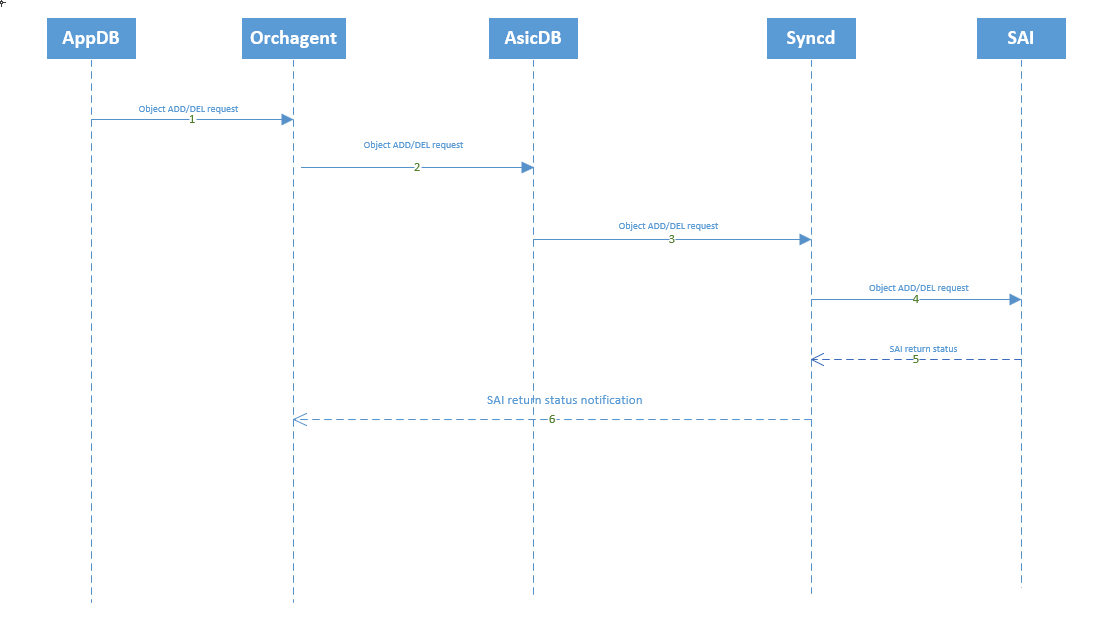 AppDB
Orchagent
AsicDB
Syncd
SAI
Object ADD/DEL request
1
Object ADD/DEL request
2
Object ADD/DEL request
3
Object ADD/DEL request
4
SAI return status
5
SAI return status notification
6